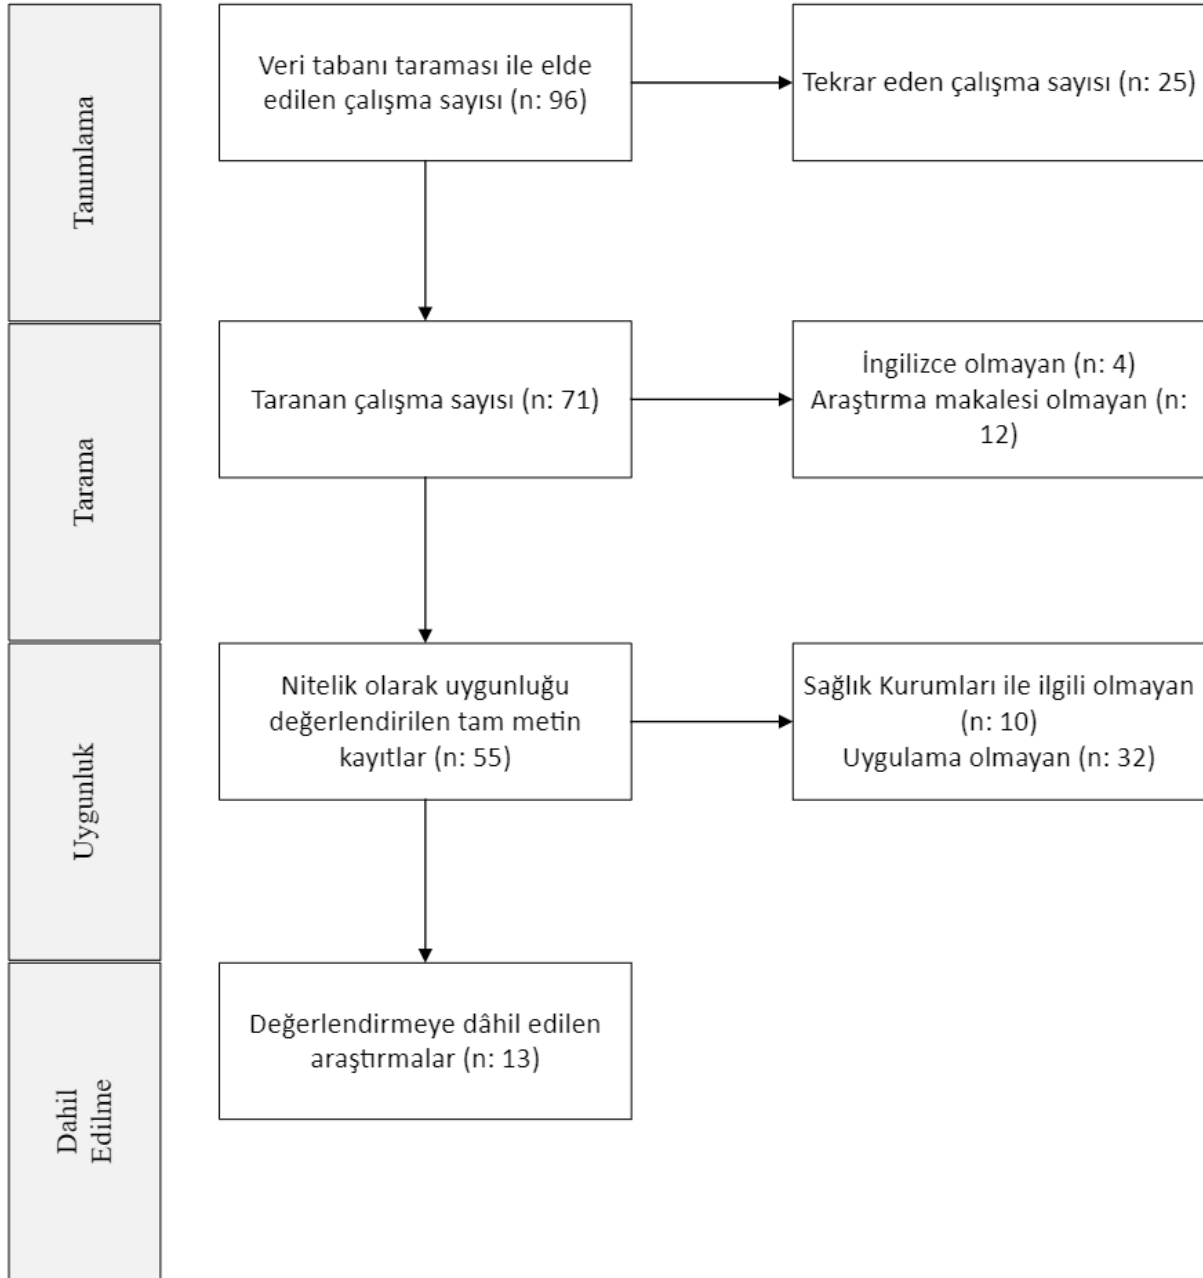 Tanımlama
Veri tabanı taraması ile elde
edilen çalışma sayısı (n: 96)
Tekrar eden çalışma sayısı (n: 25)
Tarama
Taranan çalışma sayısı (n: 71)
İngilizce olmayan (n: 4)
Araştırma makalesi olmayan (n:
12)
Uygunluk
Nitelik olarak uygunluğu
değerlendirilen tam metin
kayıtlar (n: 55)
Sağlık Kurumları ile ilgili olmayan
(n: 10)
Uygulama olmayan (n: 32)
Dahil
Edilme
Değerlendirmeye dâhil edilen
araştırmalar (n: 13)